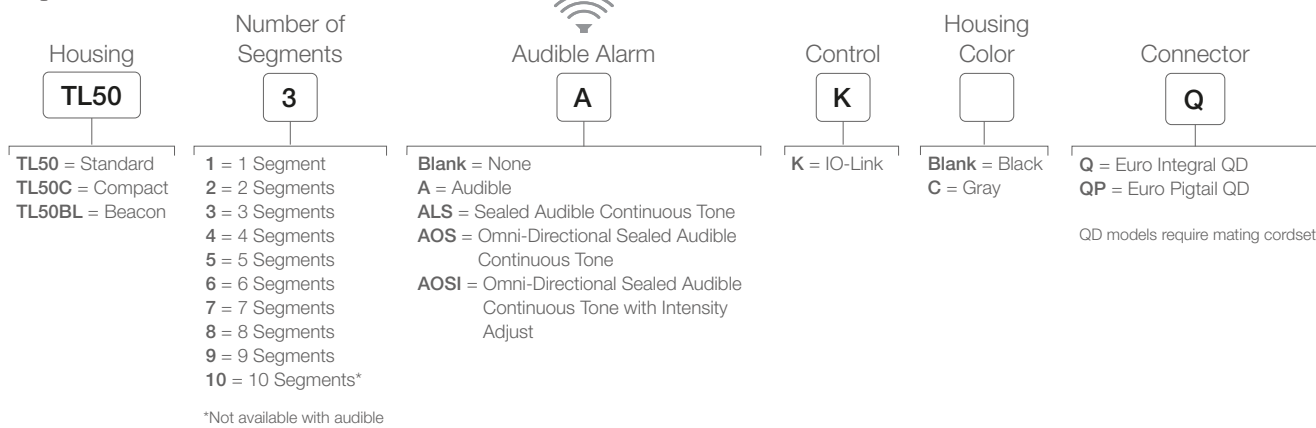 Housing
Number of
Segments
Audible Alarm
Control
Housing
Color
Connector
TL50
3
A
K
Q
TL50 = Standard
TL50C = Compact
TL50BL = Beacon
1 = 1 Segment
2 = 2 Segments
3 = 3 Segments
4 = 4 Segments
5 = 5 Segments
6 = 6 Segments
7 = 7 Segments
8 = 8 Segments
9 = 9 Segments
10 = 10 Segments*
*Not available with audible
Blank = None
A = Audible
ALS = Sealed Audible Continuous Tone
AOS = Omni-Directional Sealed Audible
Continuous Tone
AOSI = Omni-Directional Sealed Audible
Continuous Tone with Intensity
Adjust
K = IO-Link
Blank = Black
C = Gray
Q = Euro Integral QD
QP = Euro Pigtail QD
QD models require mating cordset